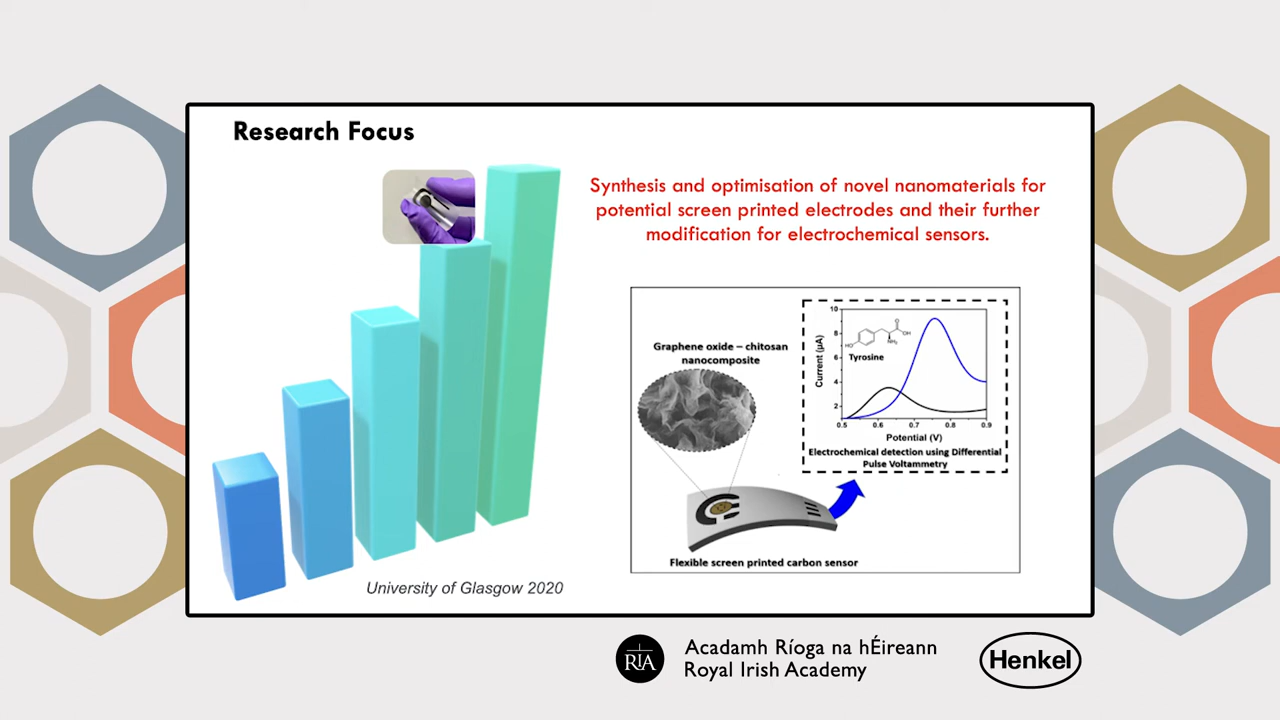 Research Focus
Synthesis and optimisation of novel nanomaterials for
potential screen printed electrodes and their further
modification for electrochemical sensors.
Graphene oxide – chitosan
nanocomposite
10
8
6
4
2
Current (µA)
O
OH
NH₂
HO
Tyrosine
0.5 0.6 0.7 0.8 0.9
Potential (V)
Electrochemical detection using Differential
Pulse Voltammetry
Flexible screen printed carbon sensor
University of Glasgow 2020
RIA
Acadamh Ríoga na hÉireann
Royal Irish Academy
Henkel